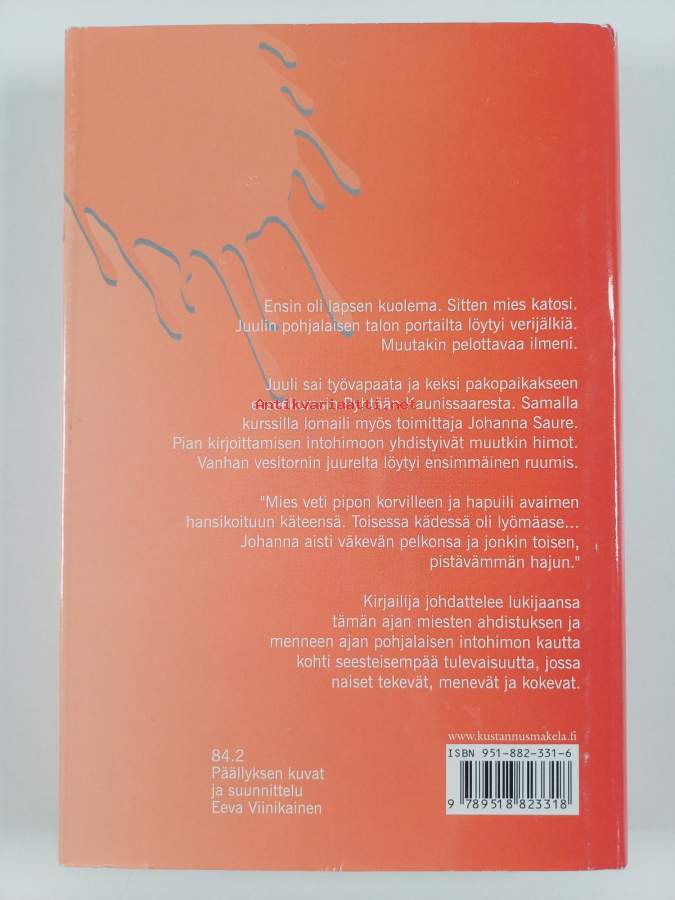 Ensin oli lapsen kuolema. Sitten mies katosi.
Juulin pohjalaisen talon portailta löytyi verijälkiä.
Muutakin pelottavaa ilmeni.
Juuli sai työvapaata ja keksi pakopaikakseen
Antikvariaatti.net
Kaunissaaresta. Samalla
kurssilla lomaili myös toimittaja Johanna Saure.
Pian kirjoittamisen intohimoon yhdistyivät muutkin himot.
Vanhan vesitornin juurelta löytyi ensimmäinen ruumis.
"Mies veti pipon korvilleen ja hapuili avaimen
hansikoituun käteensä. Toisessa kädessä oli lyömäase...
Johanna aisti väkevän pelkonsa ja jonkin toisen,
pistävämmän hajun."
Kirjailija johdattelee lukijaansa
tämän ajan miesten ahdistuksen ja
menneen ajan pohjalaisen intohimon kautta
kohti seesteisempää tulevaisuutta, jossa
naiset tekevät, menevät ja kokevat.
www.kustannusmakela.fi
ISBN 951-882-331-6
9 789518 823318
84.2
Päällyksen kuvat
ja suunnittelu
Eeva Viinikainen